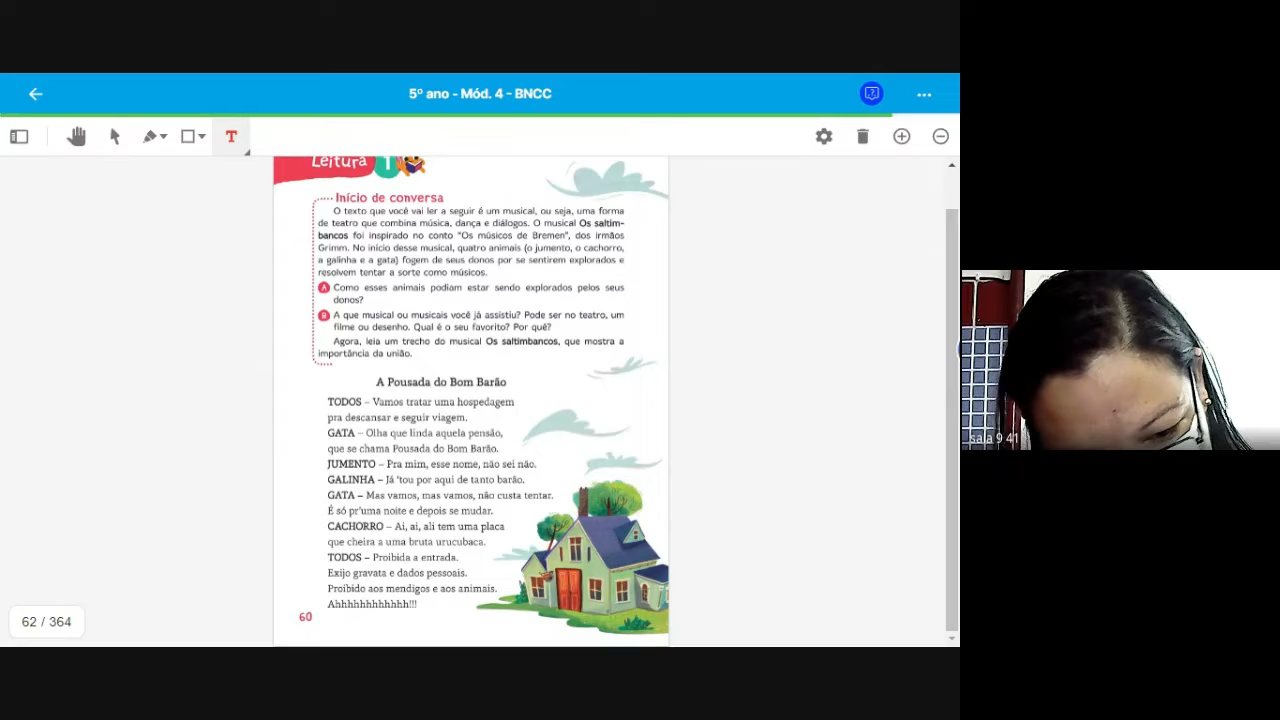 5º ano - Mód. 4 - BNCC
T
Leitura 1
Início de conversa
O texto que você vai ler a seguir é um musical, ou seja, uma forma
de teatro que combina música, dança e diálogos. O musical Os saltim-
bancos foi inspirado no conto "Os músicos de Bremen", dos irmãos
Grimm. No início desse musical, quatro animais (o jumento, o cachorro,
a galinha e a gata) fogem de seus donos por se sentirem explorados e
resolvem tentar a sorte como músicos.
A Como esses animais podiam estar sendo explorados pelos seus
donos?
B A que musical ou musicais você já assistiu? Pode ser no teatro, um
filme ou desenho. Qual é o seu favorito? Por quê?
Agora, leia um trecho do musical Os saltimbancos, que mostra a
importância da união.
A Pousada do Bom Barão
TODOS – Vamos tratar uma hospedagem
pra descansar e seguir viagem.
GATA – Olha que linda aquela pensão,
que se chama Pousada do Bom Barão.
JUMENTO – Pra mim, esse nome, não sei não.
GALINHA – Já 'tou por aqui de tanto barão.
GATA – Mas vamos, mas vamos, não custa tentar.
É só pr'uma noite e depois se mudar.
CACHORRO – Ai, ai, ali tem uma placa
que cheira a uma bruta urucubaca.
TODOS – Proibida a entrada.
Exijo gravata e dados pessoais.
Proibido aos mendigos e aos animais.
Ahhhhhhhhhhh!!!
60
62 / 364
sala 9 41